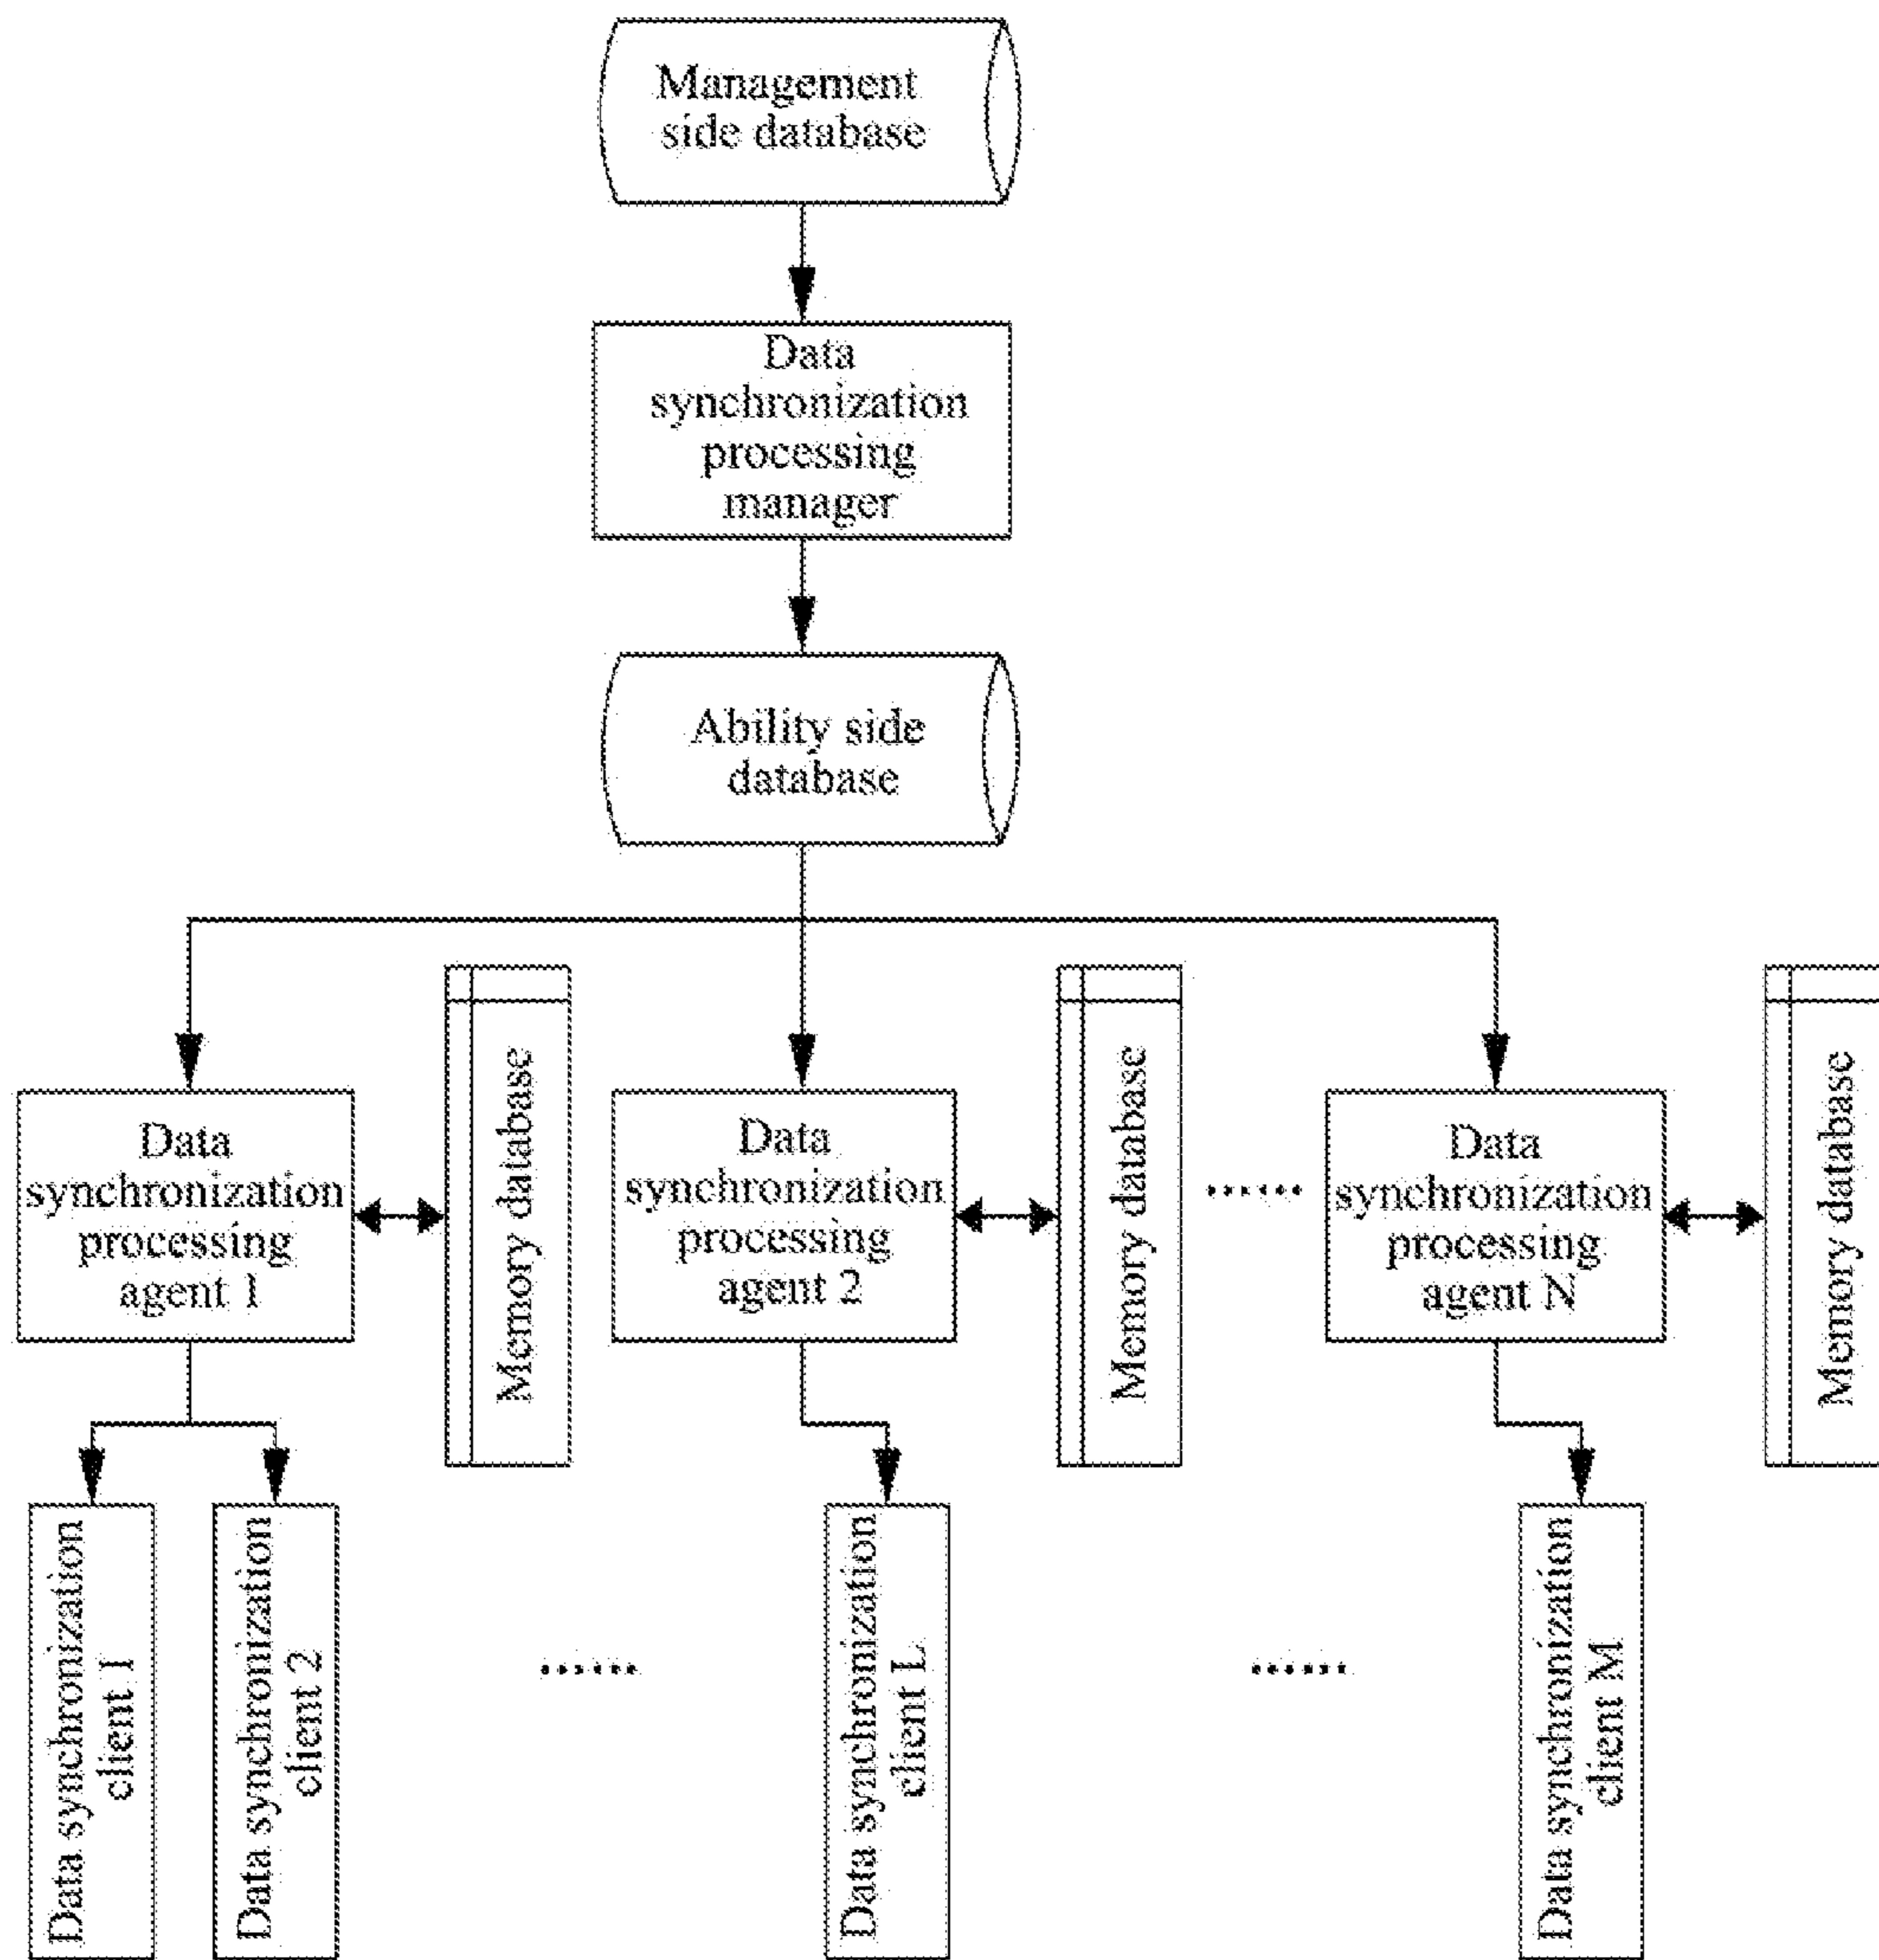 Management
side database
Data
synchronization
processing
manager
Ability side
database
Data
synchronization
processing
agent 1
Memory database
Data
synchronization
processing
agent 2
Memory database
......
Data
synchronization
processing
agent N
Memory database
Data synchronization
client 1
Data synchronization
client 2
......
Data synchronization
client L
......
Data synchronization
client M